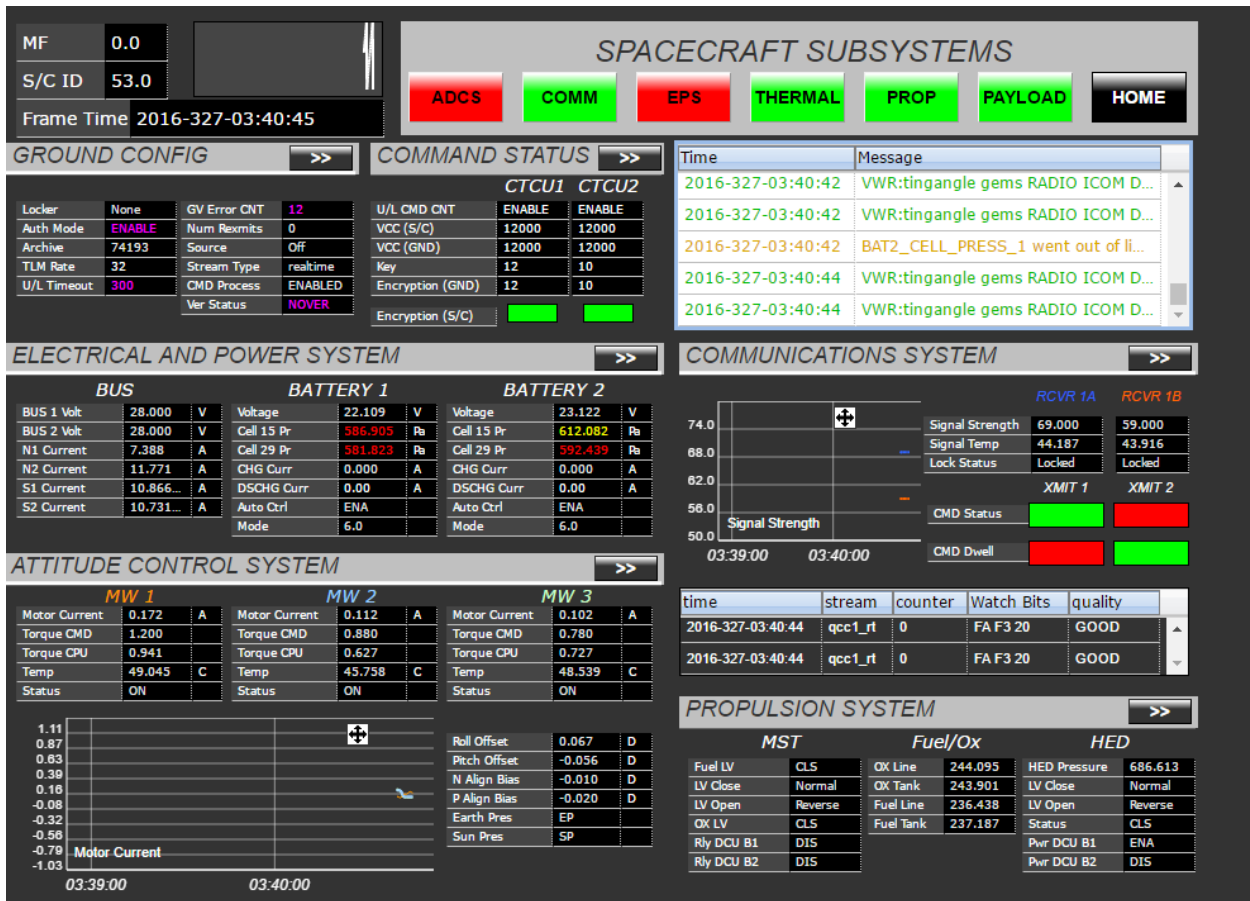 MF 0.0
S/C ID 53.0
Frame Time 2016-327-03:40:45
SPACECRAFT SUBSYSTEMS
ADCS COMM EPS THERMAL PROP PAYLOAD HOME
GROUND CONFIG >>
Locker None GV Error CNT 12
Auth Mode ENABLE Num Rexmits 0
Archive 74193 Source Off
TLM Rate 32 Stream Type realtime
U/L Timeout 300 CMD Process ENABLED
Ver Status NOVER
COMMAND STATUS >>
CTCU1 CTCU2
U/L CMD CNT ENABLE ENABLE
VCC (S/C) 12000 12000
VCC (GND) 12000 12000
Key 12 10
Encryption (GND) 12 10
Encryption (S/C)
Time Message
2016-327-03:40:42 VWR:tingangle gems RADIO ICOM D...
2016-327-03:40:42 VWR:tingangle gems RADIO ICOM D...
2016-327-03:40:42 BAT2_CELL_PRESS_1 went out of li...
2016-327-03:40:44 VWR:tingangle gems RADIO ICOM D...
2016-327-03:40:44 VWR:tingangle gems RADIO ICOM D...
ELECTRICAL AND POWER SYSTEM >>
BUS BATTERY 1 BATTERY 2
BUS 1 Volt 28.000 V Voltage 22.109 V Voltage 23.122 V
BUS 2 Volt 28.000 V Cell 15 Pr 586.905 Pa Cell 15 Pr 612.082 Pa
N1 Current 7.388 A Cell 29 Pr 581.823 Pa Cell 29 Pr 592.439 Pa
N2 Current 11.771 A CHG Curr 0.000 A CHG Curr 0.000 A
S1 Current 10.866... A DSCHG Curr 0.00 A DSCHG Curr 0.00 A
S2 Current 10.731... A Auto Ctrl ENA Auto Ctrl ENA
Mode 6.0 Mode 6.0
COMMUNICATIONS SYSTEM >>
74.0
68.0
62.0
56.0
50.0
Signal Strength
03:39:00 03:40:00
RCVR 1A RCVR 1B
Signal Strength 69.000 59.000
Signal Temp 44.187 43.916
Lock Status Locked Locked
XMIT 1 XMIT 2
CMD Status
CMD Dwell
ATTITUDE CONTROL SYSTEM >>
MW 1 MW 2 MW 3
Motor Current 0.172 A Motor Current 0.112 A Motor Current 0.102 A
Torque CMD 1.200 Torque CMD 0.880 Torque CMD 0.780
Torque CPU 0.941 Torque CPU 0.627 Torque CPU 0.727
Temp 49.045 C Temp 45.758 C Temp 48.539 C
Status ON Status ON Status ON
1.11
0.87
0.63
0.39
0.16
-0.08
-0.32
-0.56
-0.79
-1.03
Motor Current
03:39:00 03:40:00
Roll Offset 0.067 D
Pitch Offset -0.056 D
N Align Bias -0.010 D
P Align Bias -0.020 D
Earth Pres EP
Sun Pres SP
time stream counter Watch Bits quality
2016-327-03:40:44 qcc1_rt 0 FA F3 20 GOOD
2016-327-03:40:44 qcc1_rt 0 FA F3 20 GOOD
PROPULSION SYSTEM >>
MST Fuel/Ox HED
Fuel LV CLS OX Line 244.095 HED Pressure 686.613
LV Close Normal OX Tank 243.901 LV Close Normal
LV Open Reverse Fuel Line 236.438 LV Open Reverse
OX LV CLS Fuel Tank 237.187 Status CLS
Rly DCU B1 DIS Pwr DCU B1 ENA
Rly DCU B2 DIS Pwr DCU B2 DIS